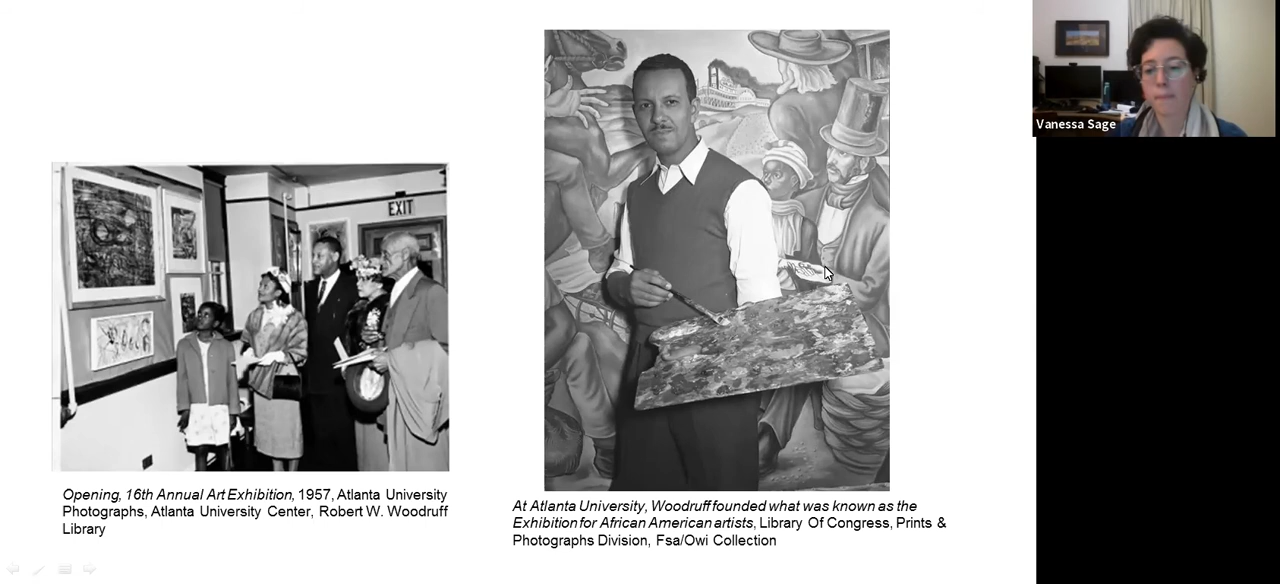 Vanessa Sage
EXIT
Opening, 16th Annual Art Exhibition, 1957, Atlanta University
Photographs, Atlanta University Center, Robert W. Woodruff
Library
At Atlanta University, Woodruff founded what was known as the
Exhibition for African American artists, Library Of Congress, Prints &
Photographs Division, Fsa/Owi Collection